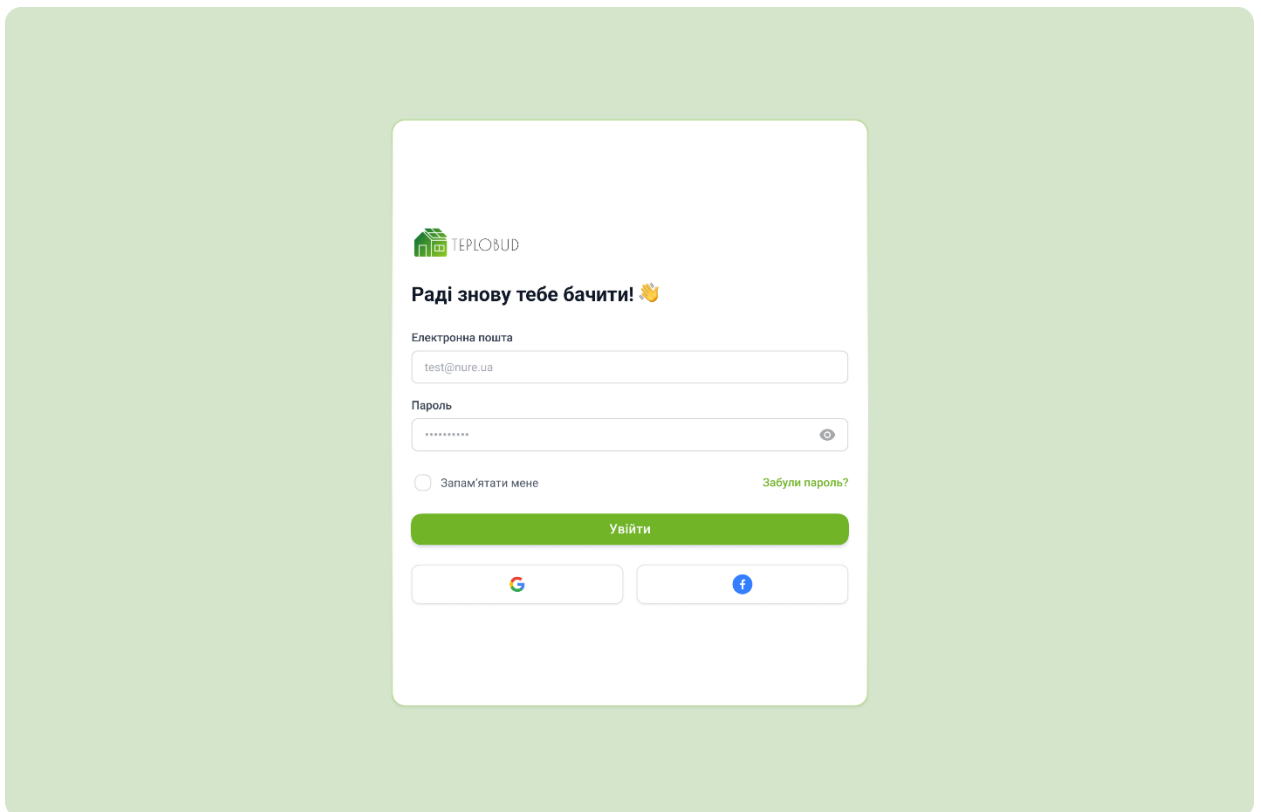 TEPLOBUD
Раді знову тебе бачити! 👋
Електронна пошта
test@nure.ua
Пароль
••••••••••
Запам'ятати мене
Забули пароль?
Увійти